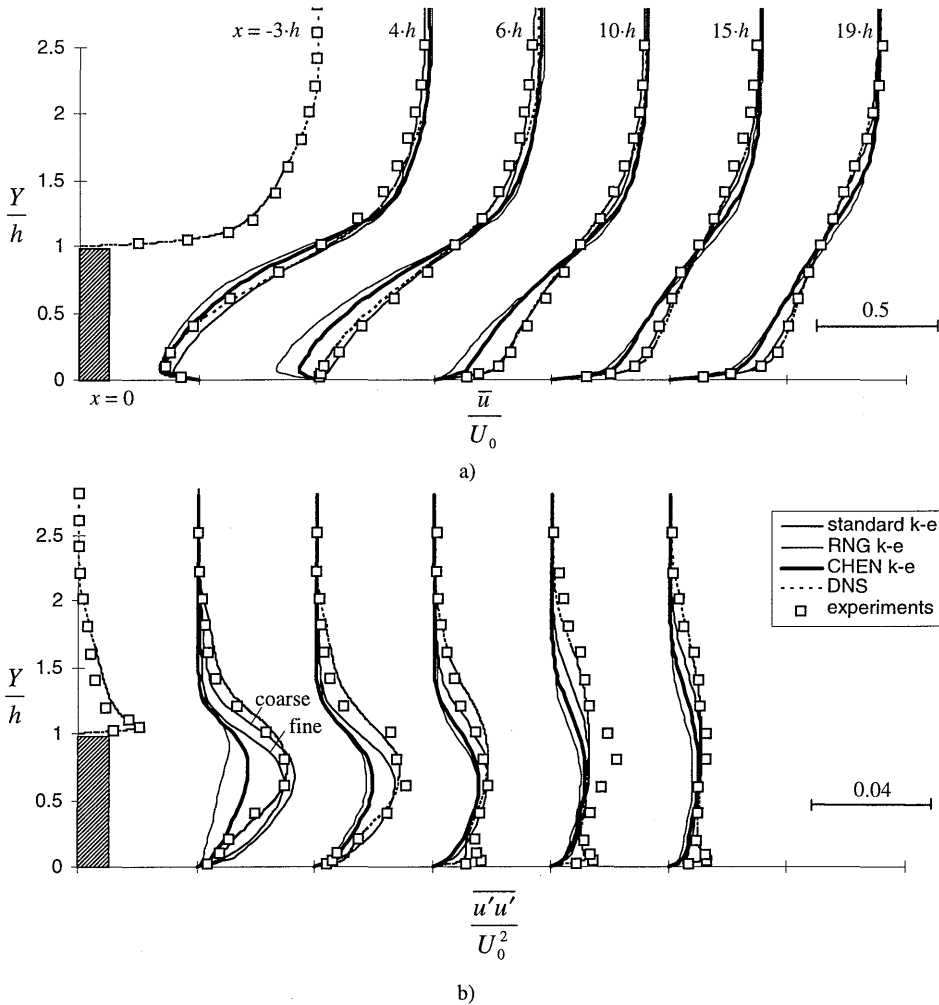 x = -3·h 4·h 6·h 10·h 15·h 19·h
2.5
2
1.5
Y/h
1
0.5
0
0.5
x = 0
u̅/U₀
a)
2.5
2
1.5
Y/h
1
0.5
0
standard k-e
RNG k-e
CHEN k-e
DNS
experiments
coarse
fine
0.04
u'u'/U₀²
b)